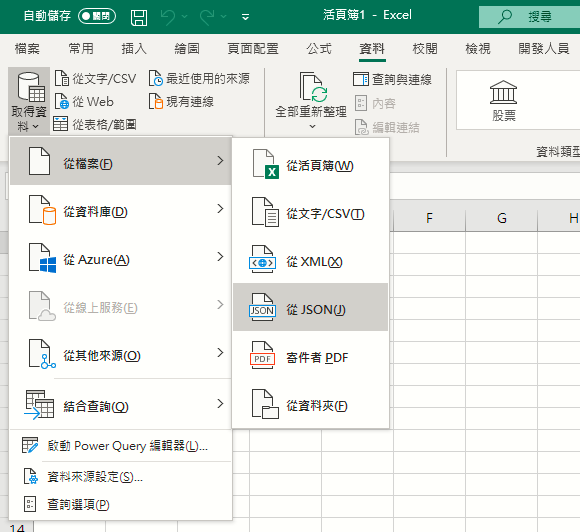 自動儲存 關閉 活頁簿1 - Excel 搜尋
檔案 常用 插入 繪圖 頁面配置 公式 資料 校閱 檢視 開發人員
取得資料
從文字/CSV
從 Web
從表格/範圍
最近使用的來源
現有連線
全部重新整理
查詢與連線
內容
編輯連結
股票
資料類型
從檔案(F)
從資料庫(D)
從 Azure(A)
從線上服務(E)
從其他來源(O)
結合查詢(Q)
啟動 Power Query 編輯器(L)...
資料來源設定(S)...
查詢選項(P)
從活頁簿(W)
從文字/CSV(T)
從 XML(X)
JSON 從 JSON(J)
PDF 寄件者 PDF
從資料夾(F)
F G H
14